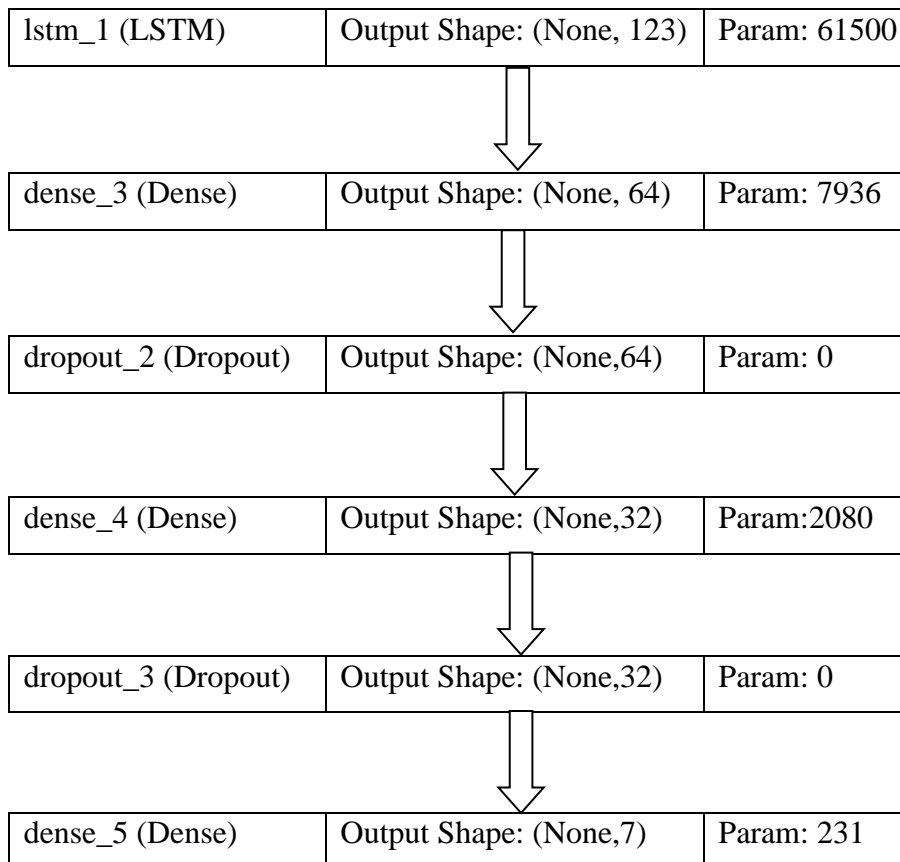 lstm_1 (LSTM) Output Shape: (None, 123) Param: 61500
dense_3 (Dense) Output Shape: (None, 64) Param: 7936
dropout_2 (Dropout) Output Shape: (None,64) Param: 0
dense_4 (Dense) Output Shape: (None,32) Param:2080
dropout_3 (Dropout) Output Shape: (None,32) Param: 0
dense_5 (Dense) Output Shape: (None,7) Param: 231